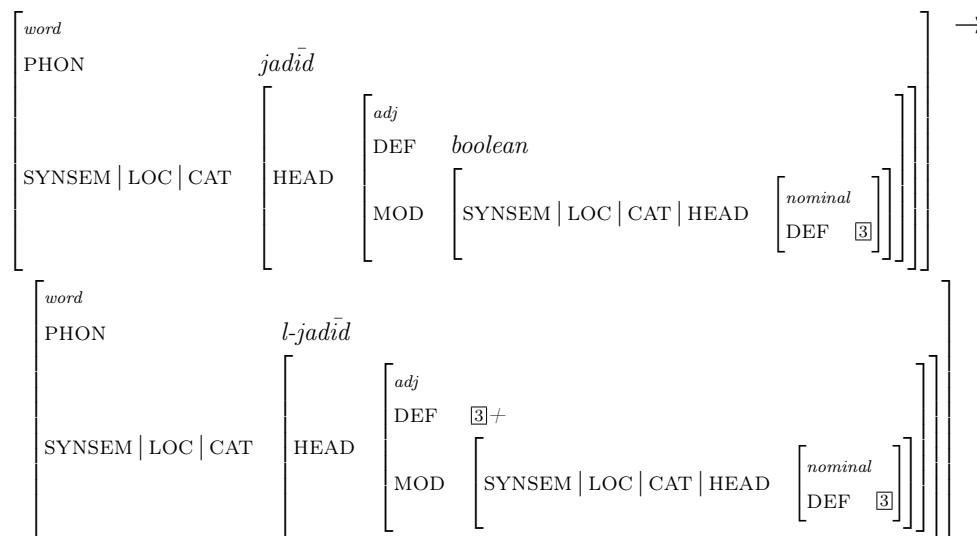 word →
PHON jadīd
adj
DEF boolean
SYNSEM | LOC | CAT HEAD
MOD SYNSEM | LOC | CAT | HEAD nominal
DEF 3
word
PHON l-jadīd
adj
DEF 3+
SYNSEM | LOC | CAT HEAD
MOD SYNSEM | LOC | CAT | HEAD nominal
DEF 3